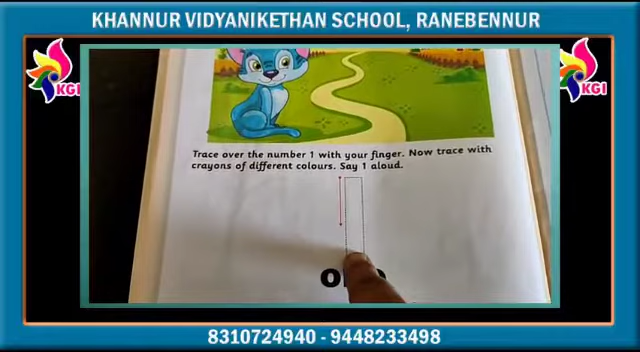 KHANNUR VIDYANIKETHAN SCHOOL, RANEBENNUR
KGI
KGI
Trace over the number 1 with your finger. Now trace with
crayons of different colours. Say 1 aloud.
8310724940 - 9448233498